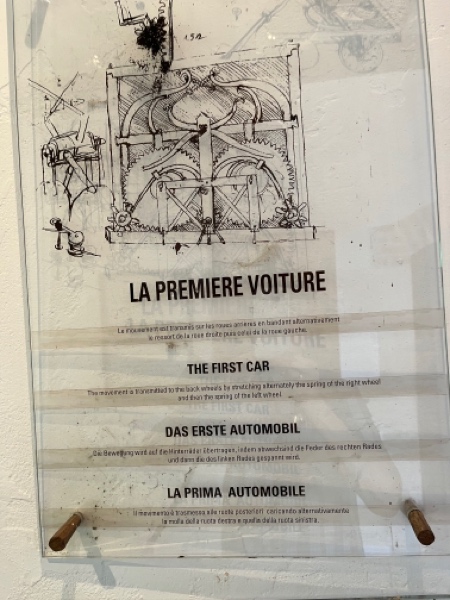 LA PREMIERE VOITURE
Le mouvement est transmis sur les roues arrières en bandant alternativement
le ressort de la roue droite puis celui de la roue gauche.
THE FIRST CAR
The movement is transmitted to the back wheels by stretching alternately the spring of the right wheel
and then the spring of the left wheel.
DAS ERSTE AUTOMOBIL
Die Bewegung wird auf die Hinterräder übertragen, indem abwechselnd die Feder des rechten Rades
und dann die des linken Rades gespannt wird.
LA PRIMA AUTOMOBILE
Il movimento è trasmesso alle ruote posteriori caricando alternativamente
la molla della ruota destra e quella della ruota sinistra.